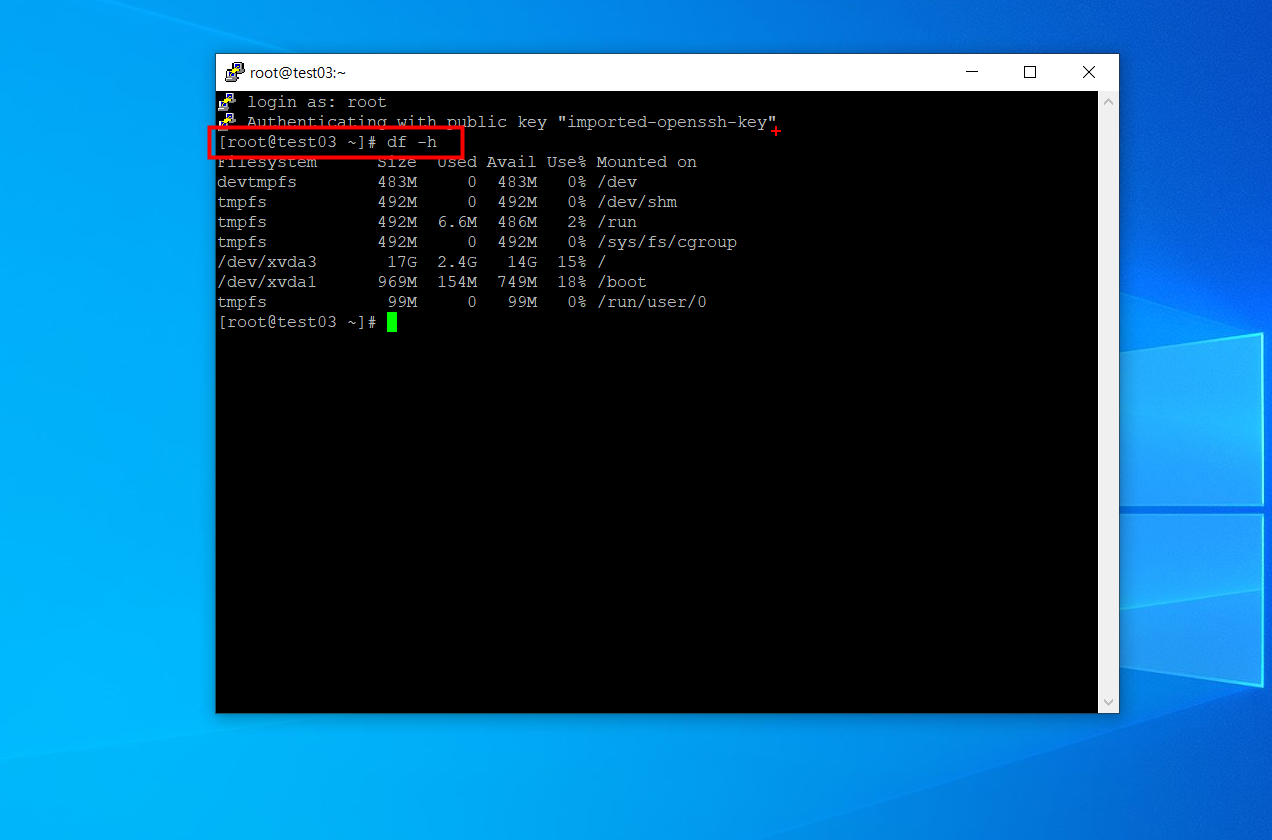 root@test03:~
login as: root
Authenticating with public key "imported-openssh-key"
[root@test03 ~]# df -h
Filesystem      Size  Used Avail Use% Mounted on
devtmpfs        483M     0  483M   0% /dev
tmpfs           492M     0  492M   0% /dev/shm
tmpfs           492M  6.6M  486M   2% /run
tmpfs           492M     0  492M   0% /sys/fs/cgroup
/dev/xvda3       17G  2.4G   14G  15% /
/dev/xvda1      969M  154M  749M  18% /boot
tmpfs            99M     0   99M   0% /run/user/0
[root@test03 ~]#